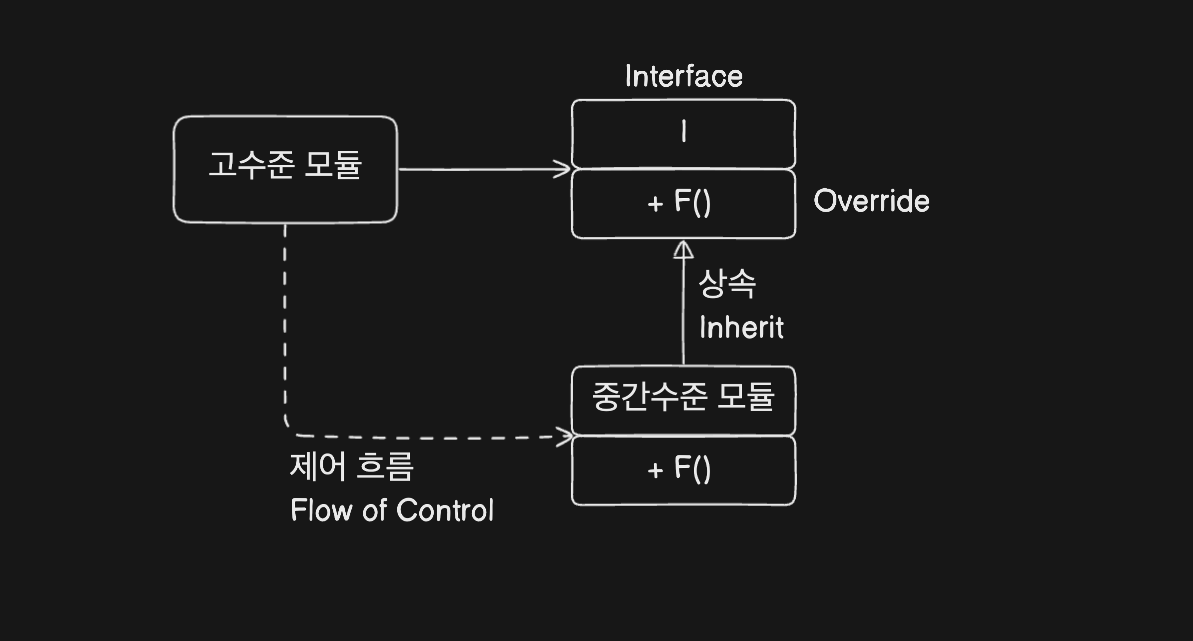 Interface
고수준 모듈
I
+ F()
Override
상속
Inherit
중간수준 모듈
+ F()
제어 흐름
Flow of Control